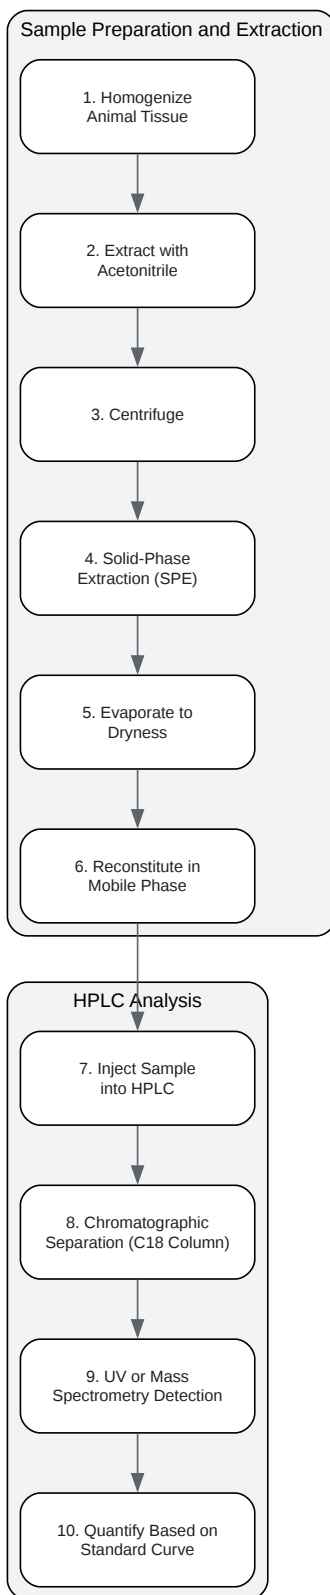 Sample Preparation and Extraction
1. Homogenize
Animal Tissue
2. Extract with
Acetonitrile
3. Centrifuge
4. Solid-Phase
Extraction (SPE)
5. Evaporate to
Dryness
6. Reconstitute in
Mobile Phase
HPLC Analysis
7. Inject Sample
into HPLC
8. Chromatographic
Separation (C18 Column)
9. UV or Mass
Spectrometry Detection
10. Quantify Based on
Standard Curve